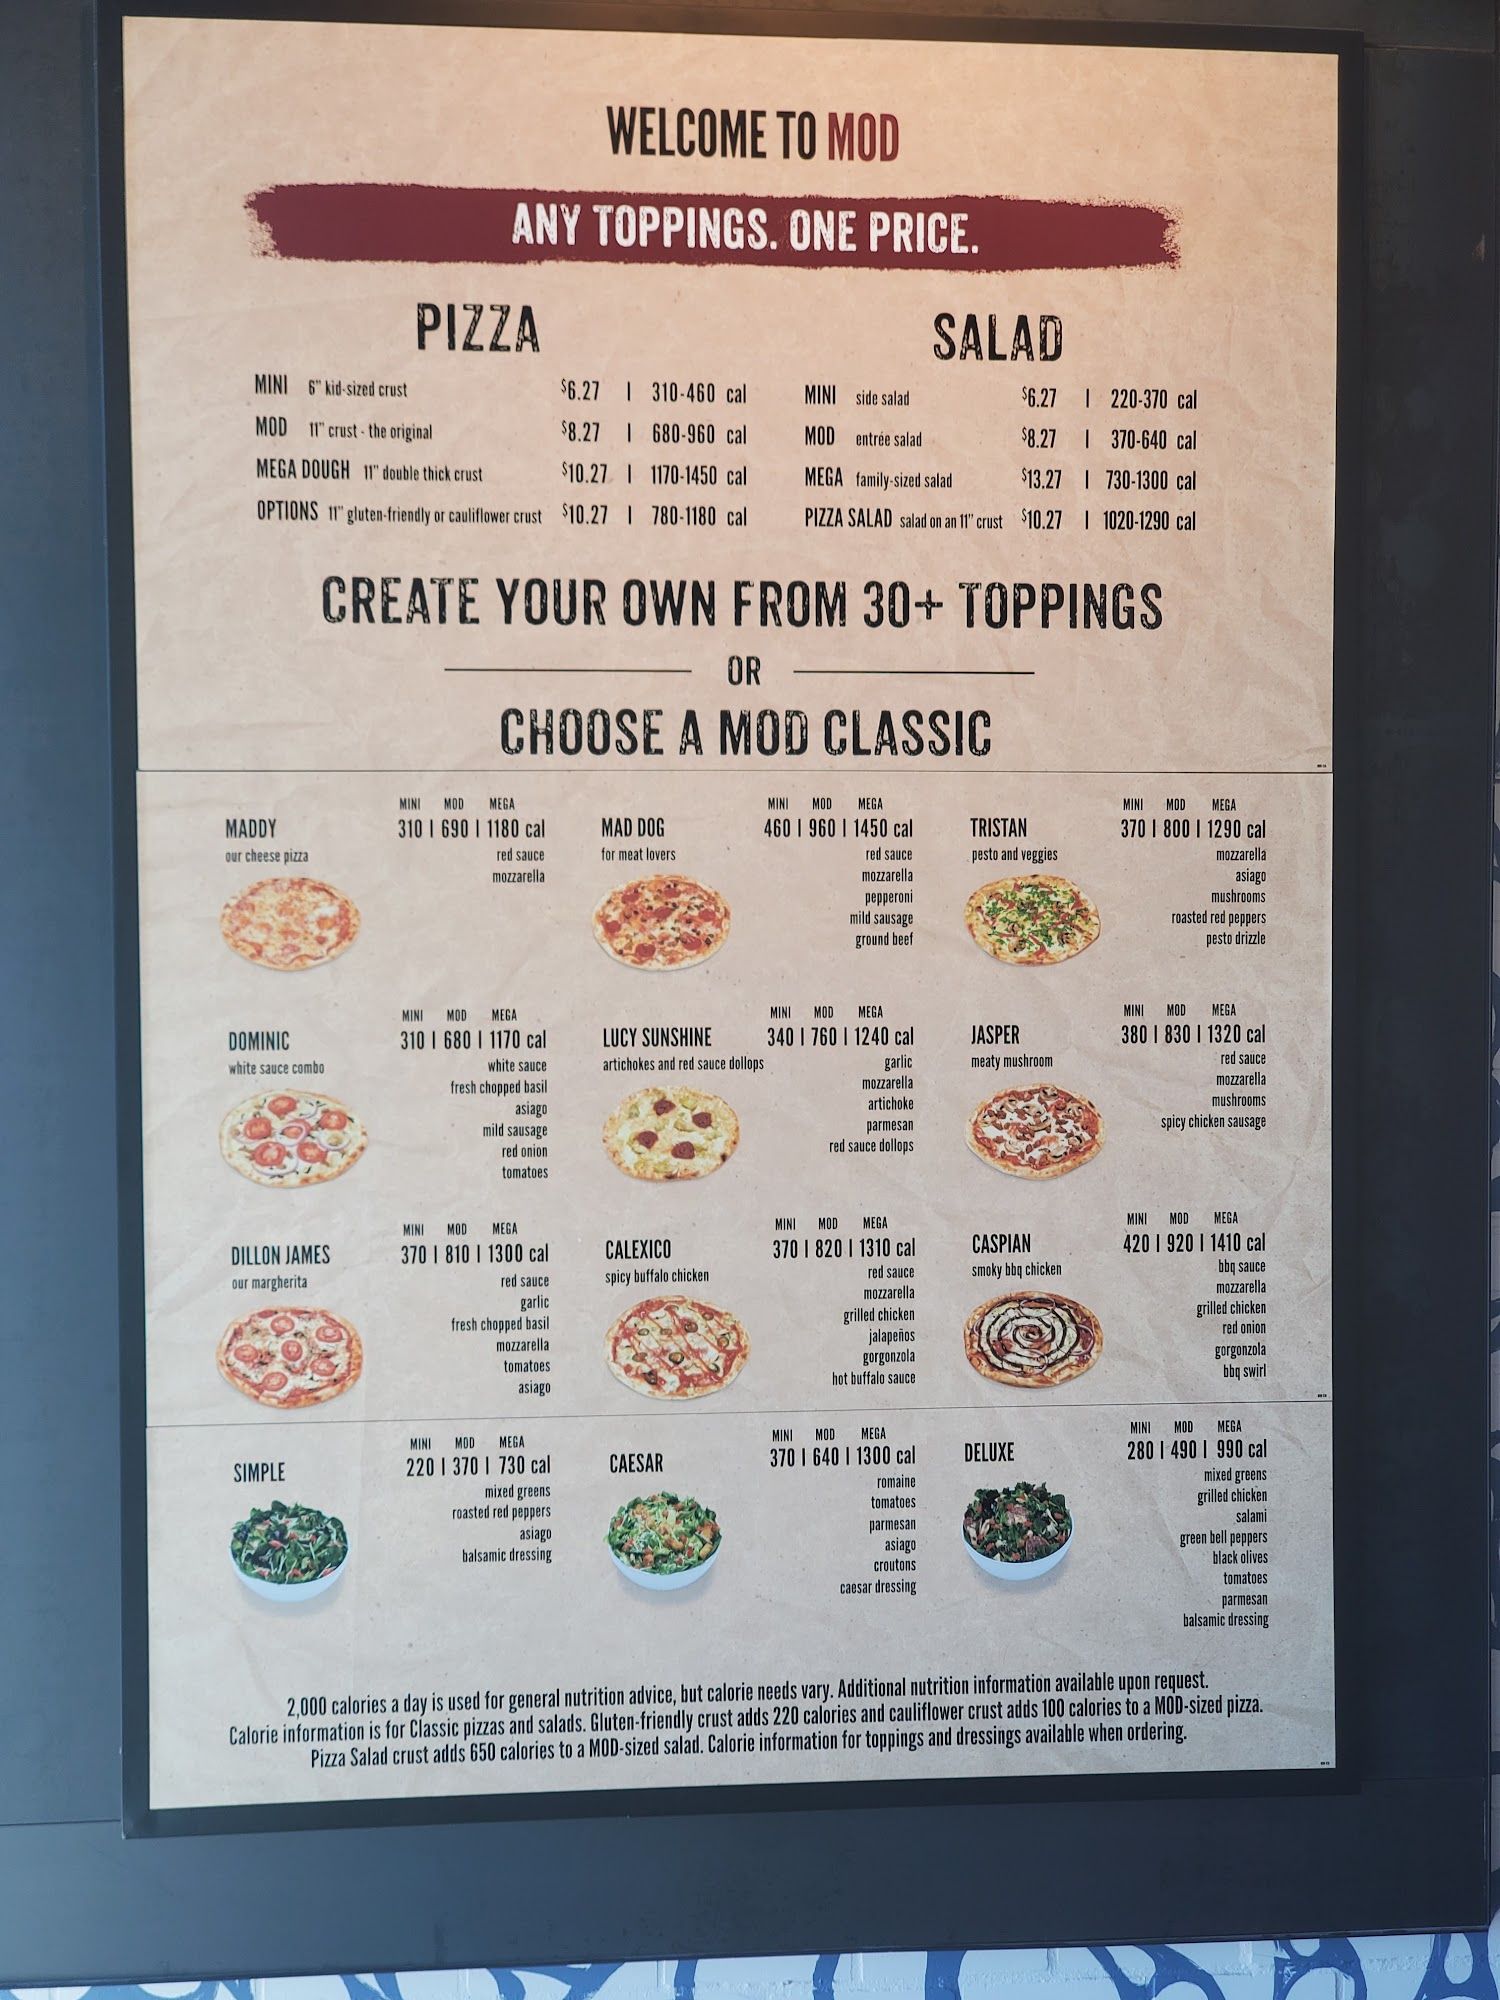 WELCOME TO MOD
ANY TOPPINGS. ONE PRICE.
PIZZA
MINI 6" kid-sized crust $6.27 | 310-460 cal
MOD 11" crust - the original $8.27 | 680-960 cal
MEGA DOUGH 11" double thick crust $10.27 | 1170-1450 cal
OPTIONS 11" gluten-friendly or cauliflower crust $10.27 | 780-1180 cal
SALAD
MINI side salad $6.27 | 220-370 cal
MOD entrée salad $8.27 | 370-640 cal
MEGA family-sized salad $13.27 | 730-1300 cal
PIZZA SALAD salad on an 11" crust $10.27 | 1020-1290 cal
CREATE YOUR OWN FROM 30+ TOPPINGS
OR
CHOOSE A MOD CLASSIC
MINI MOD MEGA
MADDY 310 | 690 | 1180 cal
our cheese pizza
red sauce
mozzarella
MINI MOD MEGA
MAD DOG 460 | 960 | 1450 cal
for meat lovers
red sauce
mozzarella
pepperoni
mild sausage
ground beef
MINI MOD MEGA
TRISTAN 370 | 800 | 1290 cal
pesto and veggies
mozzarella
asiago
mushrooms
roasted red peppers
pesto drizzle
MINI MOD MEGA
DOMINIC 310 | 680 | 1170 cal
white sauce combo
white sauce
fresh chopped basil
asiago
mild sausage
red onion
tomatoes
MINI MOD MEGA
LUCY SUNSHINE 340 | 760 | 1240 cal
artichokes and red sauce dollops
garlic
mozzarella
artichoke
parmesan
red sauce dollops
MINI MOD MEGA
JASPER 380 | 830 | 1320 cal
meaty mushroom
red sauce
mozzarella
mushrooms
spicy chicken sausage
MINI MOD MEGA
DILLON JAMES 370 | 810 | 1300 cal
our margherita
red sauce
garlic
fresh chopped basil
mozzarella
tomatoes
asiago
MINI MOD MEGA
CALEXICO 370 | 820 | 1310 cal
spicy buffalo chicken
red sauce
mozzarella
grilled chicken
jalapeños
gorgonzola
hot buffalo sauce
MINI MOD MEGA
CASPIAN 420 | 920 | 1410 cal
smoky bbq chicken
bbq sauce
mozzarella
grilled chicken
red onion
gorgonzola
bbq swirl
MINI MOD MEGA
SIMPLE 220 | 370 | 730 cal
mixed greens
roasted red peppers
asiago
balsamic dressing
MINI MOD MEGA
CAESAR 370 | 640 | 1300 cal
romaine
tomatoes
parmesan
asiago
croutons
caesar dressing
MINI MOD MEGA
DELUXE 280 | 490 | 990 cal
mixed greens
grilled chicken
salami
green bell peppers
black olives
tomatoes
parmesan
balsamic dressing
2,000 calories a day is used for general nutrition advice, but calorie needs vary. Additional nutrition information available upon request.
Calorie information is for Classic pizzas and salads. Gluten-friendly crust adds 220 calories and cauliflower crust adds 100 calories to a MOD-sized pizza.
Pizza Salad crust adds 650 calories to a MOD-sized salad. Calorie information for toppings and dressings available when ordering.